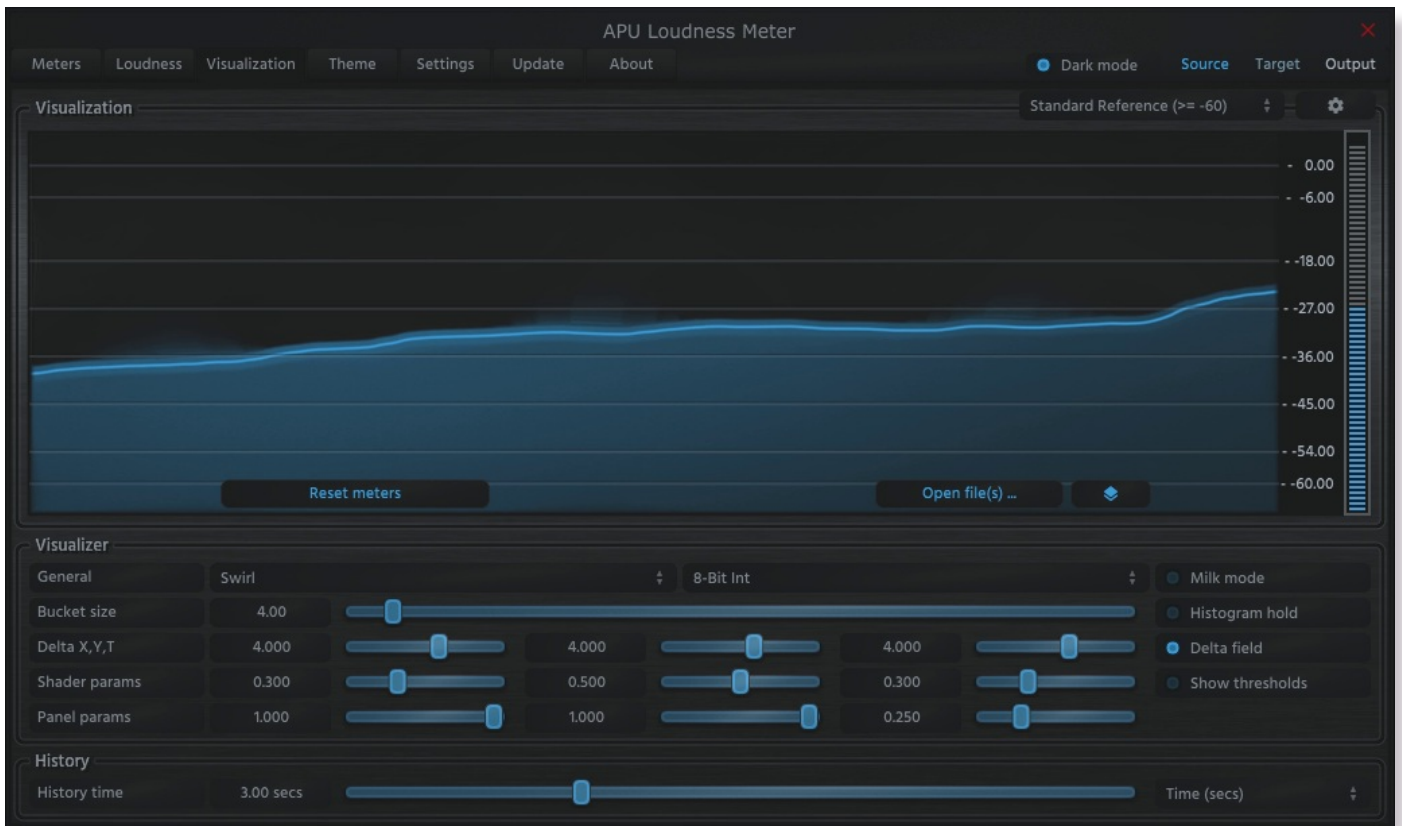 APU Loudness Meter
Meters Loudness Visualization Theme Settings Update About Dark mode Source Target Output
Visualization Standard Reference (>= -60)
- 0.00
- -6.00
- -18.00
- -27.00
- -36.00
- -45.00
- -54.00
- -60.00
Reset meters Open file(s) ...
Visualizer
General Swirl 8-Bit Int Milk mode
Bucket size 4.00 Histogram hold
Delta X,Y,T 4.000 4.000 4.000 Delta field
Shader params 0.300 0.500 0.300 Show thresholds
Panel params 1.000 1.000 0.250
History
History time 3.00 secs Time (secs)